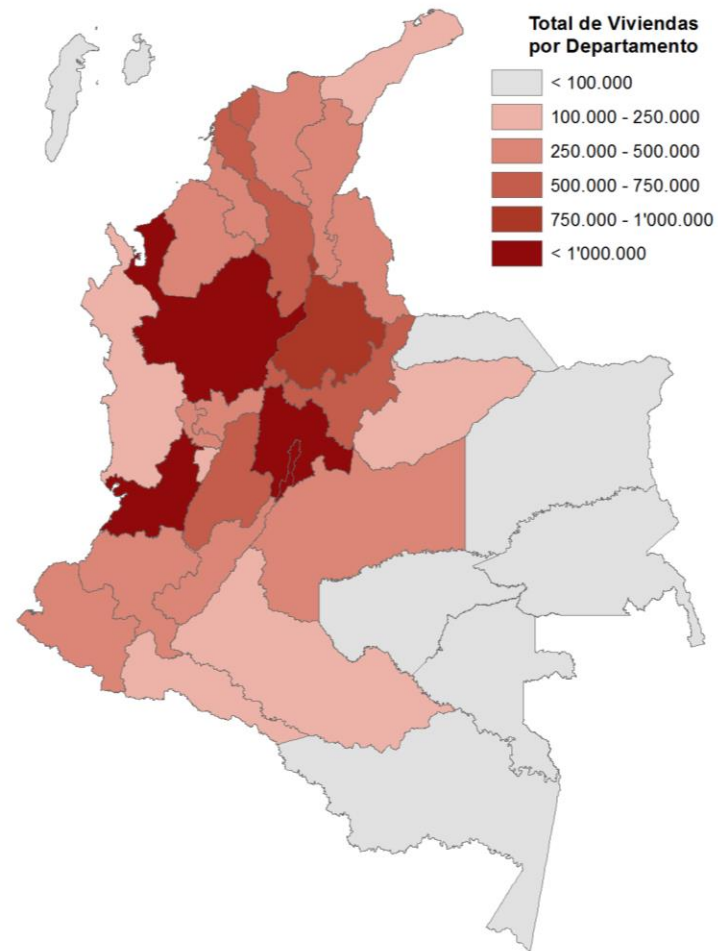 Total de Viviendas
por Departamento
< 100.000
100.000 - 250.000
250.000 - 500.000
500.000 - 750.000
750.000 - 1'000.000
< 1'000.000